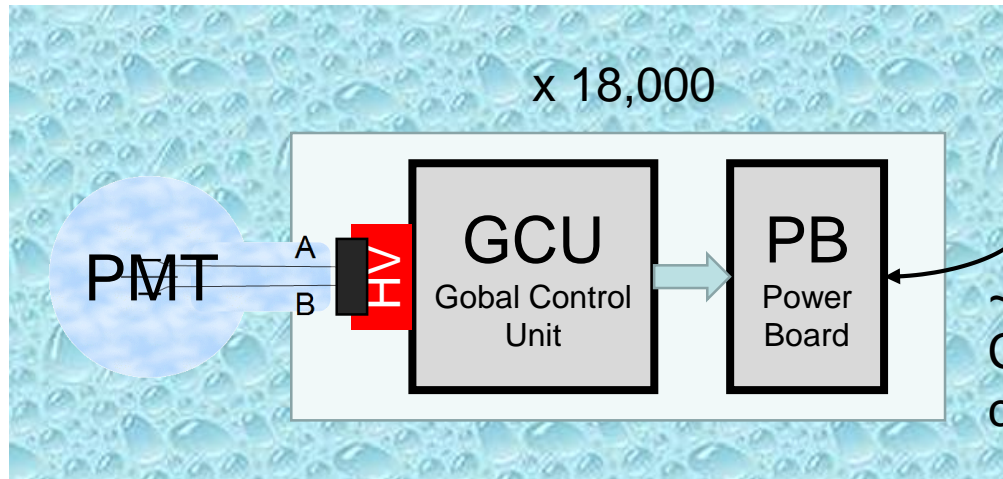 x 18,000
PMT
A
B
HV
GCU
Gobal Control
Unit
PB
Power
Board
~